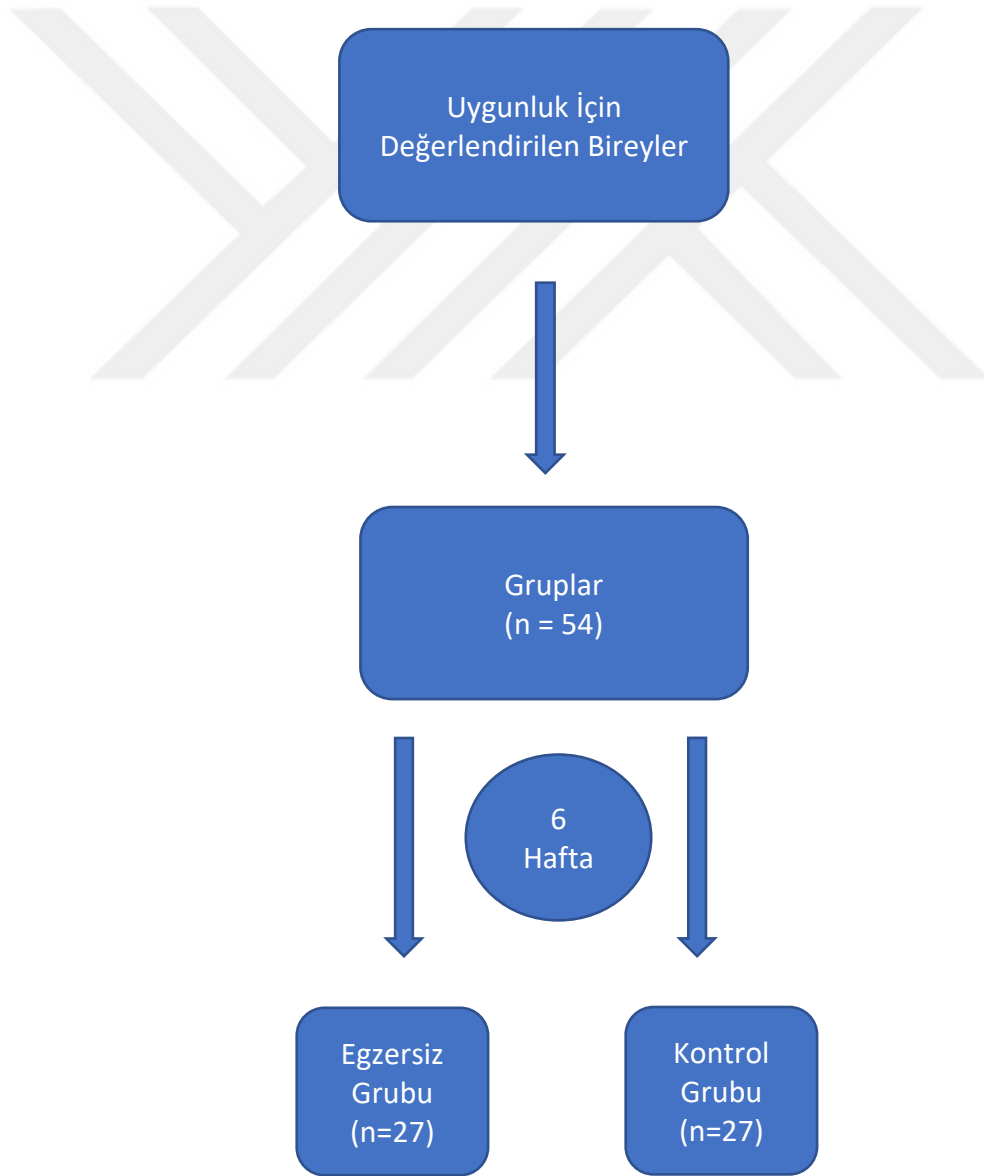 Uygunluk İçin
Değerlendirilen Bireyler
Gruplar
(n = 54)
6
Hafta
Egzersiz
Grubu
(n=27)
Kontrol
Grubu
(n=27)